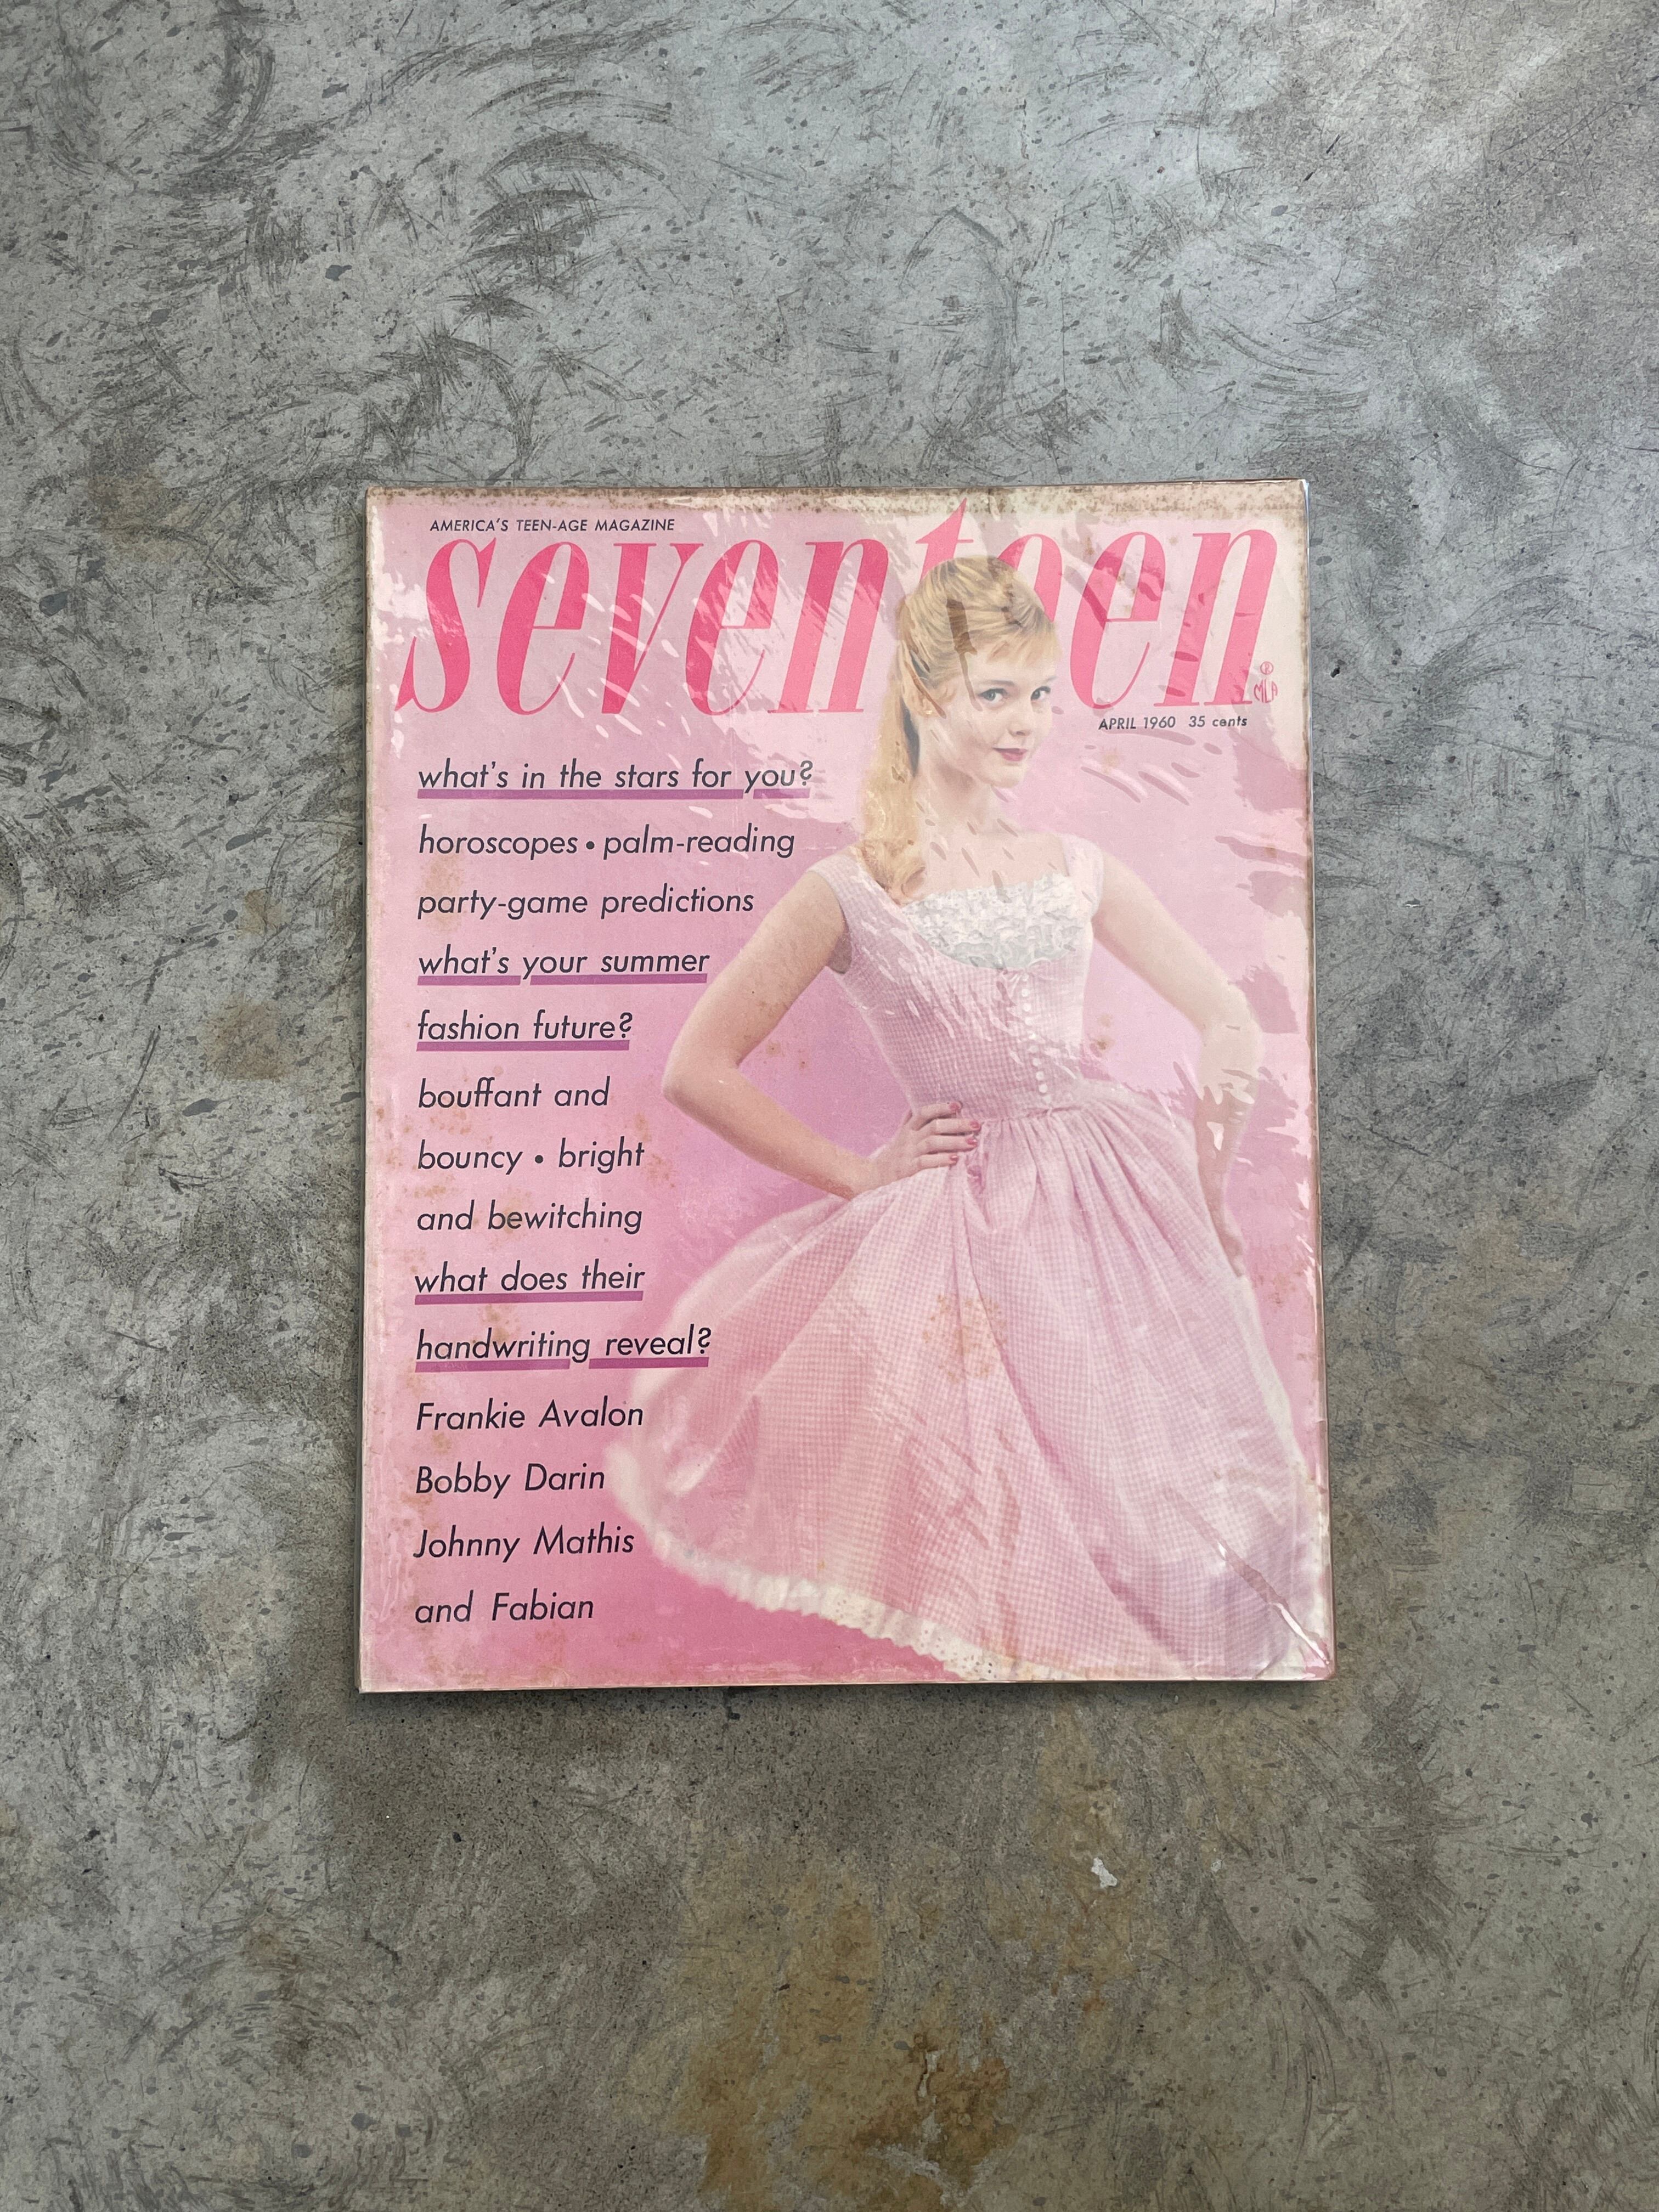 AMERICA'S TEEN-AGE MAGAZINE
seventeen
®
MLA
APRIL 1960 35 cents
what's in the stars for you?
horoscopes • palm-reading
party-game predictions
what's your summer
fashion future?
bouffant and
bouncy • bright
and bewitching
what does their
handwriting reveal?
Frankie Avalon
Bobby Darin
Johnny Mathis
and Fabian